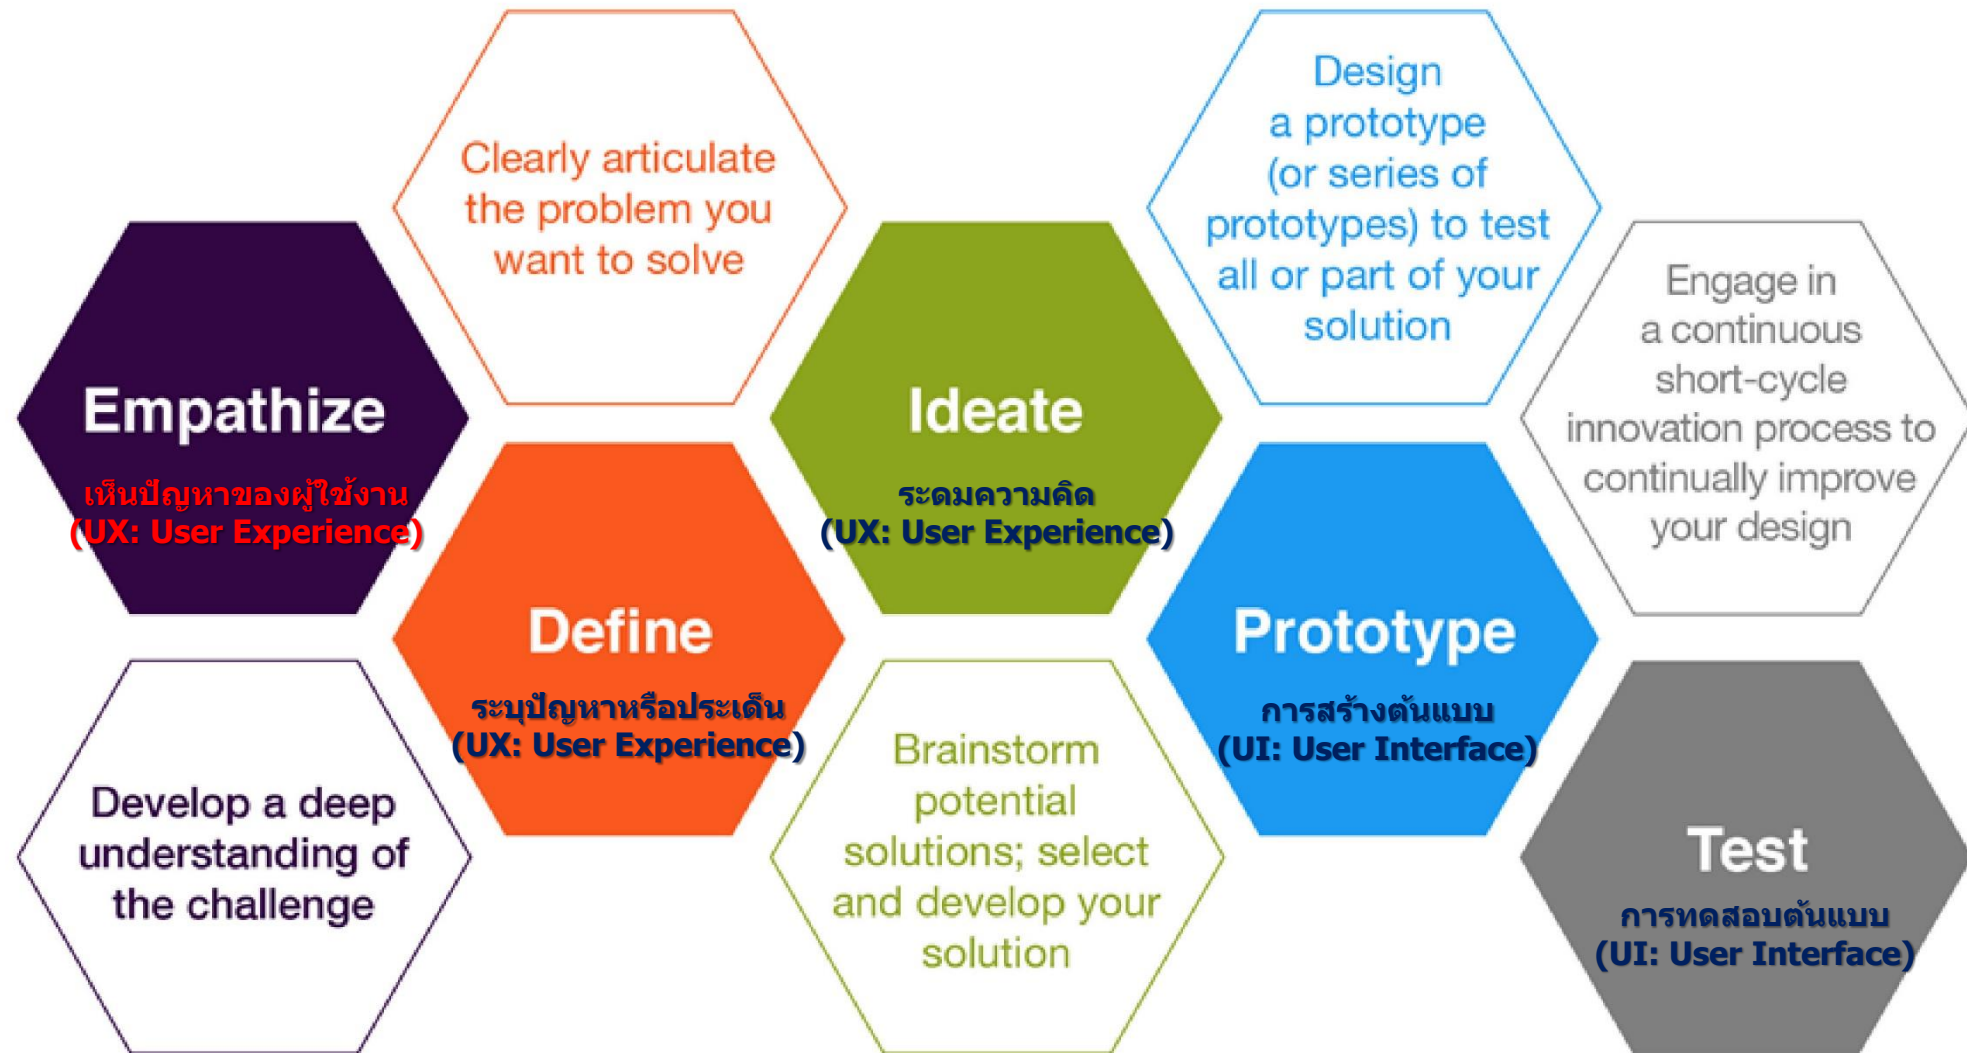 Empathize
เห็นปัญหาของผู้ใช้งาน
(UX: User Experience)
Develop a deep
understanding of
the challenge
Clearly articulate
the problem you
want to solve
Define
ระบุปัญหาหรือประเด็น
(UX: User Experience)
Ideate
ระดมความคิด
(UX: User Experience)
Brainstorm
potential
solutions; select
and develop your
solution
Design
a prototype
(or series of
prototypes) to test
all or part of your
solution
Prototype
การสร้างต้นแบบ
(UI: User Interface)
Engage in
a continuous
short-cycle
innovation process to
continually improve
your design
Test
การทดสอบต้นแบบ
(UI: User Interface)